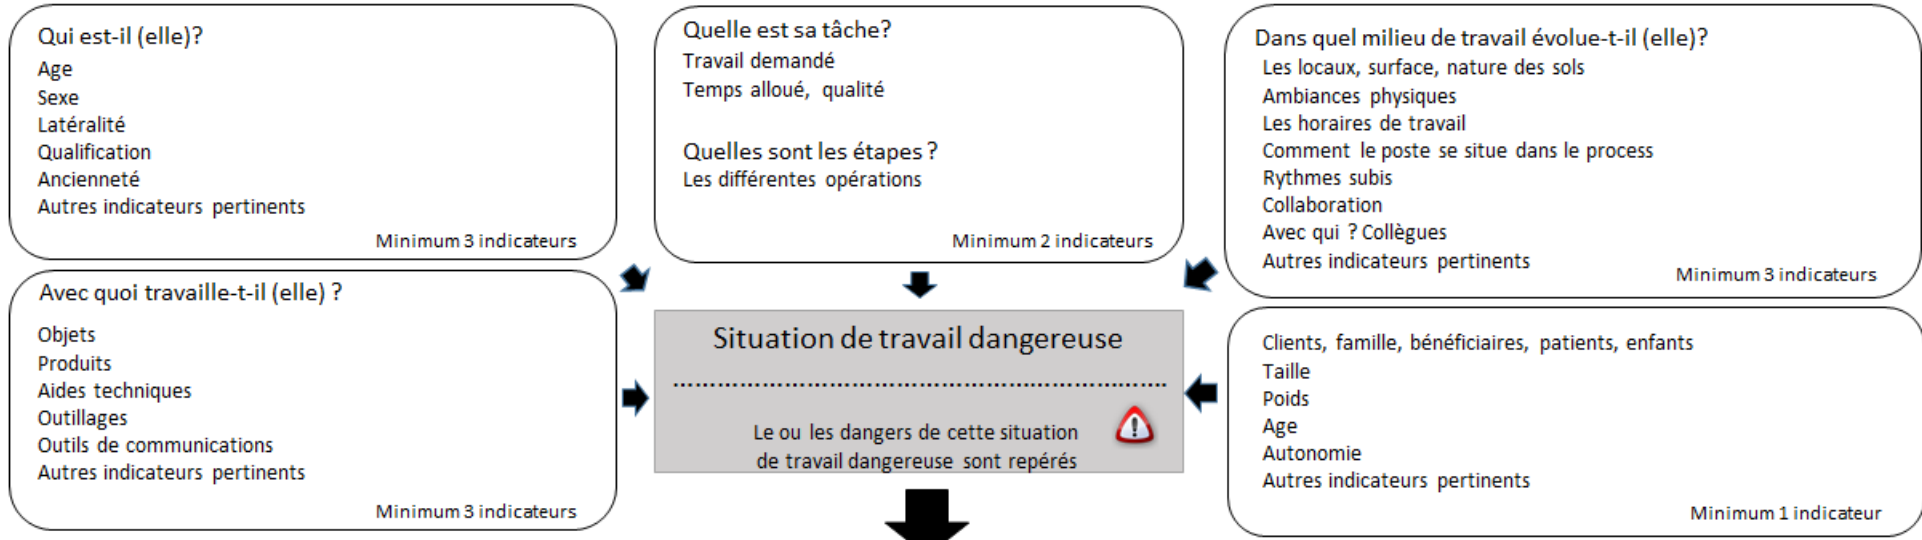 Qui est-il (elle)?
Age
Sexe
Latéralité
Qualification
Ancienneté
Autres indicateurs pertinents
Minimum 3 indicateurs
Quelle est sa tâche?
Travail demandé
Temps alloué, qualité
Quelles sont les étapes ?
Les différentes opérations
Minimum 2 indicateurs
Dans quel milieu de travail évolue-t-il (elle)?
Les locaux, surface, nature des sols
Ambiances physiques
Les horaires de travail
Comment le poste se situe dans le process
Rythmes subis
Collaboration
Avec qui ? Collègues
Autres indicateurs pertinents
Minimum 3 indicateurs
Avec quoi travaille-t-il (elle) ?
Objets
Produits
Aides techniques
Outillages
Outils de communications
Autres indicateurs pertinents
Minimum 3 indicateurs
Situation de travail dangereuse
........................................................................
Le ou les dangers de cette situation
de travail dangereuse sont repérés
Clients, famille, bénéficiaires, patients, enfants
Taille
Poids
Age
Autonomie
Autres indicateurs pertinents
Minimum 1 indicateur